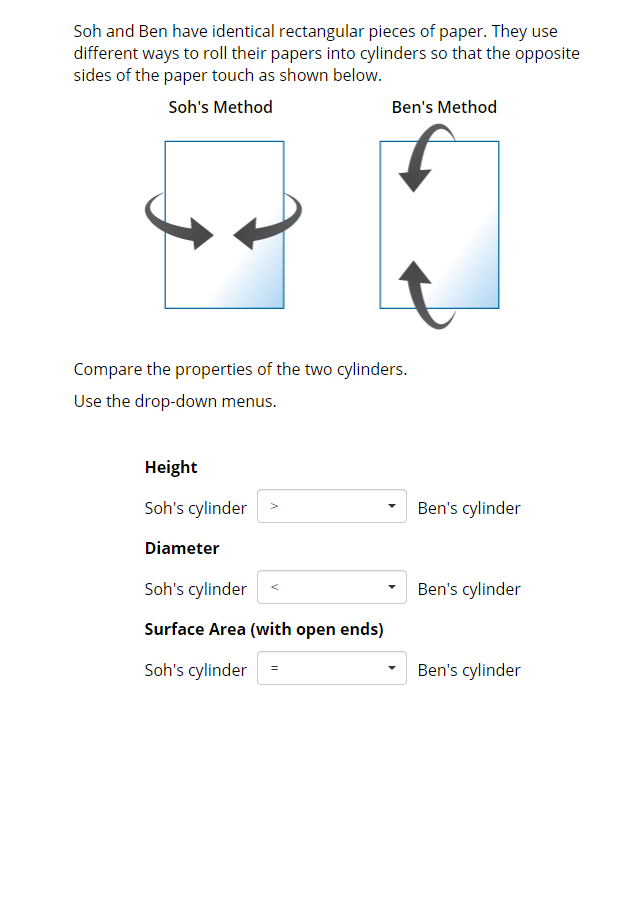 Soh and Ben have identical rectangular pieces of paper. They use
different ways to roll their papers into cylinders so that the opposite
sides of the paper touch as shown below.
Soh's Method Ben's Method
Compare the properties of the two cylinders.
Use the drop-down menus.
Height
Soh's cylinder > Ben's cylinder
Diameter
Soh's cylinder < Ben's cylinder
Surface Area (with open ends)
Soh's cylinder = Ben's cylinder